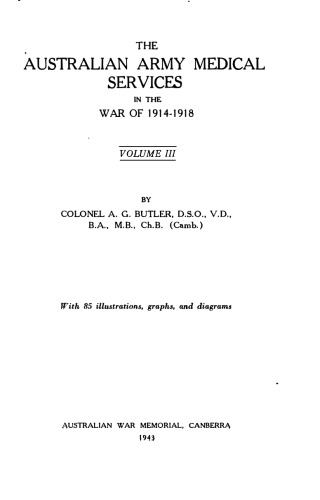 THE
AUSTRALIAN ARMY MEDICAL
SERVICES
IN THE
WAR OF 1914-1918
VOLUME III
BY
COLONEL A. G. BUTLER, D.S.O., V.D.,
B.A., M.B., Ch.B. (Camb.)
With 85 illustrations, graphs, and diagrams
AUSTRALIAN WAR MEMORIAL, CANBERRA
1943